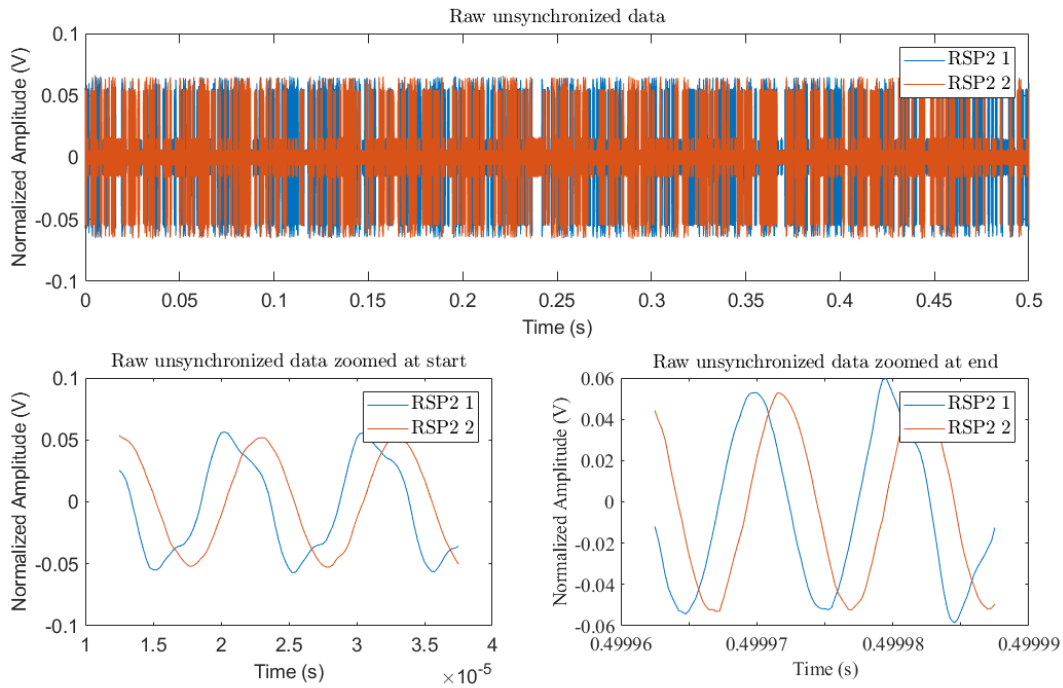 Raw unsynchronized data
Normalized Amplitude (V)
0.1
0.05
0
-0.05
-0.1
RSP2 1
RSP2 2
0 0.05 0.1 0.15 0.2 0.25 0.3 0.35 0.4 0.45 0.5
Time (s)
Raw unsynchronized data zoomed at start
Normalized Amplitude (V)
0.1
0.05
0
-0.05
-0.1
RSP2 1
RSP2 2
1 1.5 2 2.5 3 3.5 4
Time (s)
×10⁻⁵
Raw unsynchronized data zoomed at end
Normalized Amplitude (V)
0.06
0.04
0.02
0
-0.02
-0.04
-0.06
RSP2 1
RSP2 2
0.49996 0.49997 0.49998 0.49999
Time (s)